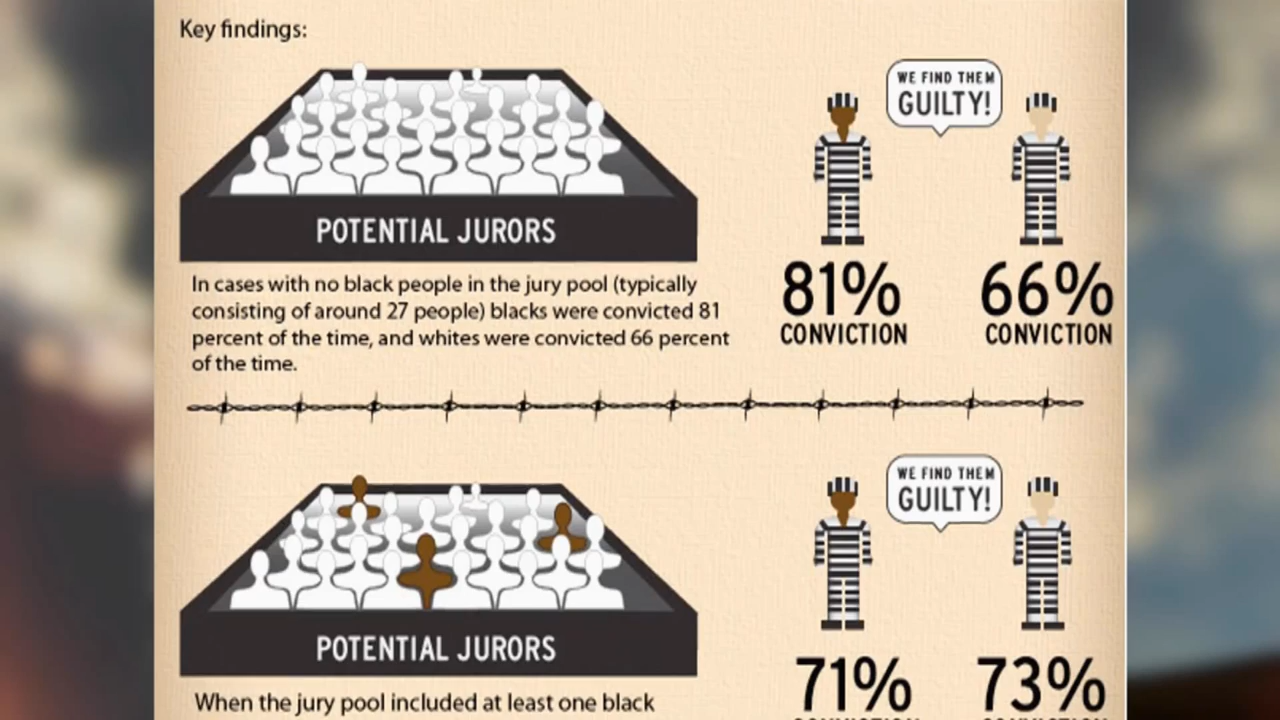 Key findings:
WE FIND THEM
GUILTY!
POTENTIAL JURORS
81%
CONVICTION
66%
CONVICTION
In cases with no black people in the jury pool (typically
consisting of around 27 people) blacks were convicted 81
percent of the time, and whites were convicted 66 percent
of the time.
WE FIND THEM
GUILTY!
POTENTIAL JURORS
71%
73%
When the jury pool included at least one black